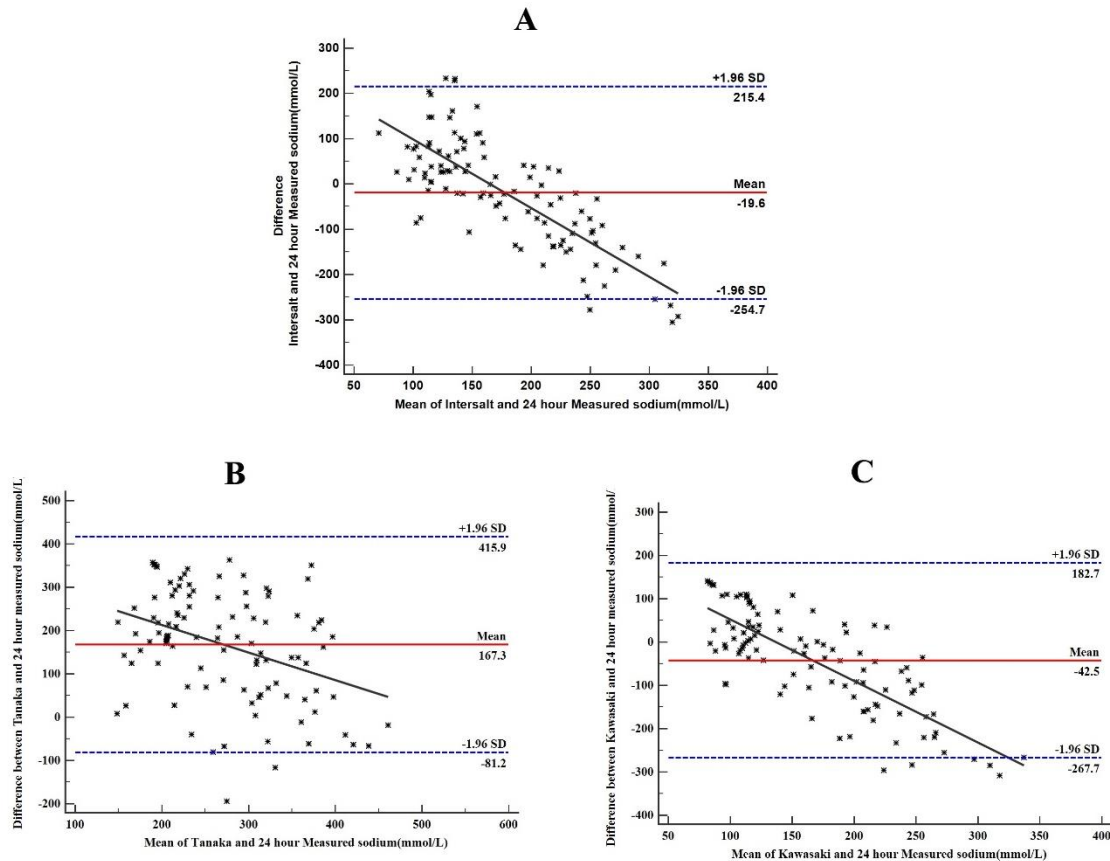 A
Difference
Intersalt and 24 hour Measured sodium(mmol/L)
300
200
100
0
-100
-200
-300
-400
+1.96 SD
215.4
Mean
-19.6
-1.96 SD
-254.7
50 100 150 200 250 300 350 400
Mean of Intersalt and 24 hour Measured sodium(mmol/L)
B
Difference between Tanaka and 24 hour measured sodium(mmol/L
500
400
300
200
100
0
-100
-200
+1.96 SD
415.9
Mean
167.3
-1.96 SD
-81.2
100 200 300 400 500 600
Mean of Tanaka and 24 hour Measured sodium(mmol/L)
C
Difference between Kawasaki and 24 hour measured sodium(mmol/
300
200
100
0
-100
-200
-300
-400
+1.96 SD
182.7
Mean
-42.5
-1.96 SD
-267.7
50 100 150 200 250 300 350 400
Mean of Kawasaki and 24 hour Measured sodium(mmol/L)